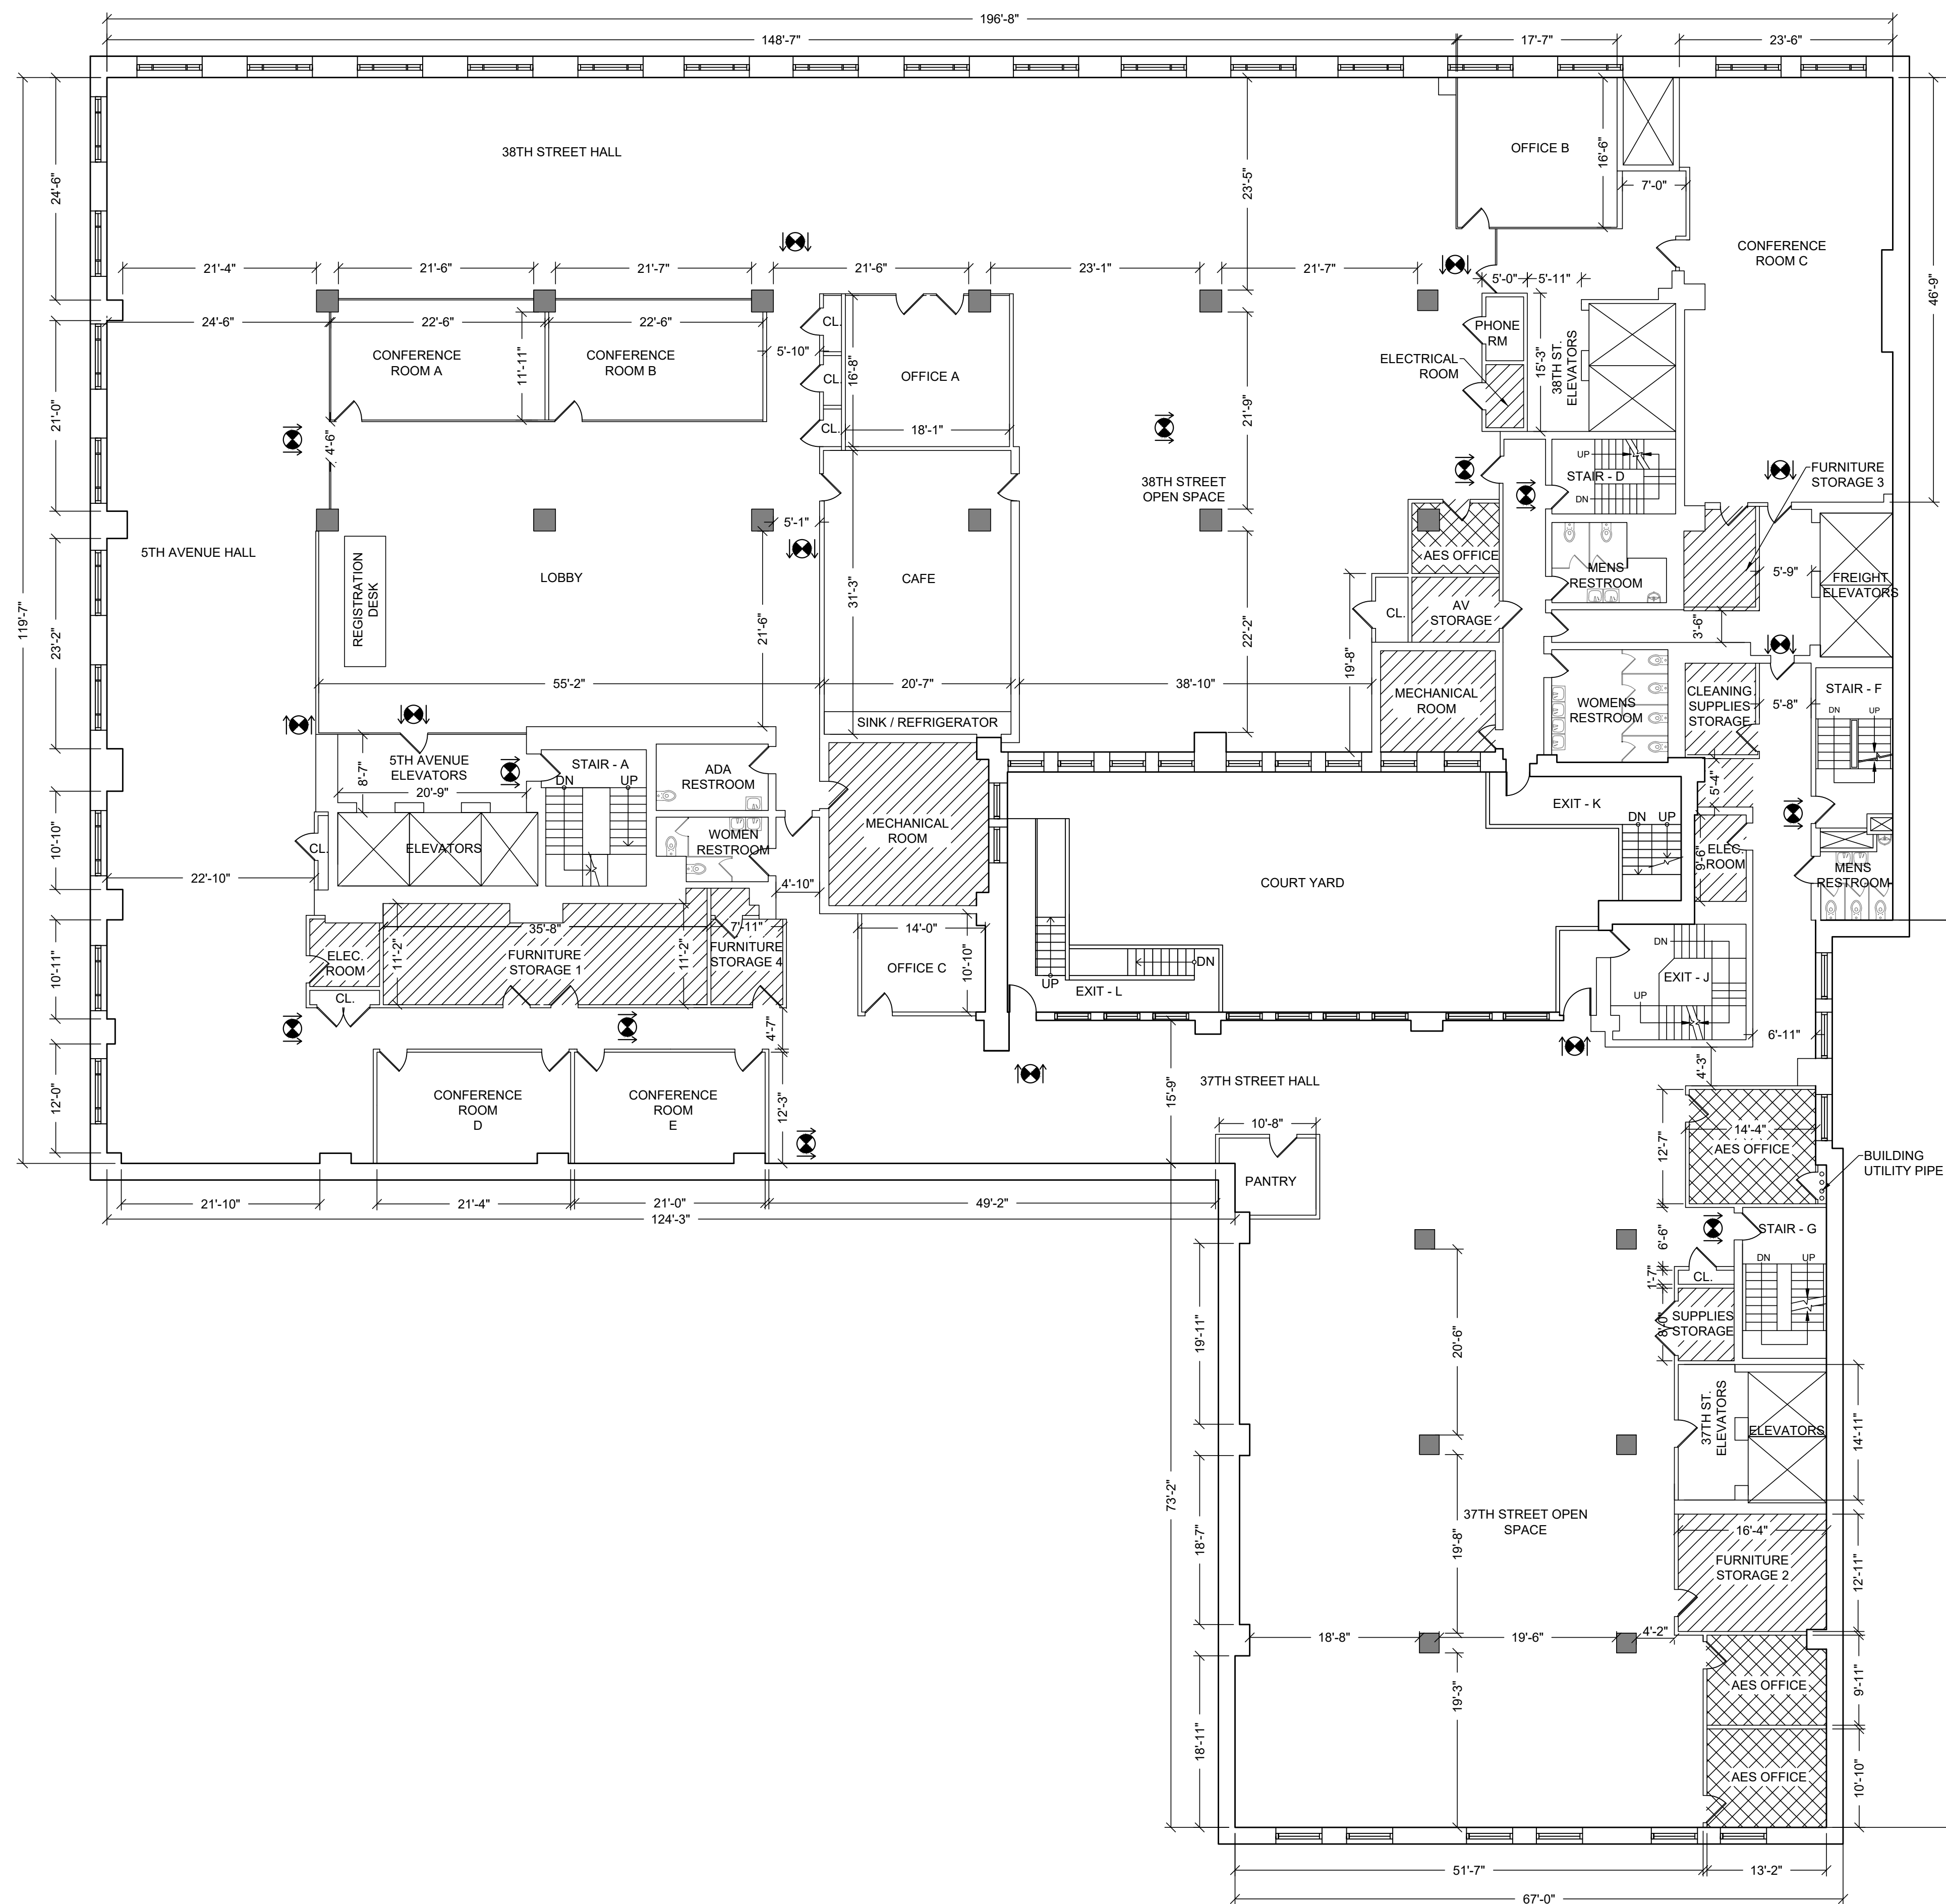 196'-8"
148'-7"
17'-7"
23'-6"
38TH STREET HALL
OFFICE B
16'-6"
23'-5"
24'-6"
7'-0"
46'-9"
CONFERENCE
ROOM C
21'-4"
21'-6"
21'-7"
21'-6"
23'-1"
21'-7"
5'-0"
5'-11"
24'-6"
22'-6"
22'-6"
CL.
PHONE
RM
5'-10"
CONFERENCE
ROOM A
11'-11"
CONFERENCE
ROOM B
CL.
16'-8"
OFFICE A
ELECTRICAL
ROOM
15'-3"
38TH ST.
ELEVATORS
21'-0"
4'-6"
CL.
18'-1"
21'-9"
UP
STAIR - D
DN
FURNITURE
STORAGE 3
38TH STREET
OPEN SPACE
5'-1"
119'-7"
5TH AVENUE HALL
LOBBY
CAFE
REGISTRATION
DESK
31'-3"
AES OFFICE
MENS
RESTROOM
5'-9"
FREIGHT
ELEVATORS
23'-2"
21'-6"
22'-2"
CL.
AV
STORAGE
3'-6"
19'-8"
55'-2"
20'-7"
38'-10"
MECHANICAL
ROOM
WOMENS
RESTROOM
CLEANING
SUPPLIES
STORAGE
5'-8"
STAIR - F
DN
UP
SINK / REFRIGERATOR
5TH AVENUE
ELEVATORS
8'-7"
20'-9"
STAIR - A
DN
UP
ADA
RESTROOM
5'-4"
EXIT - K
DN
UP
10'-10"
CL.
ELEVATORS
WOMEN
RESTROOM
MECHANICAL
ROOM
ELEC.
ROOM
9'-6"
MENS
RESTROOM
22'-10"
4'-10"
COURT YARD
35'-8"
7'-11"
14'-0"
10'-11"
ELEC.
ROOM
11'-2"
FURNITURE
STORAGE 1
11'-2"
FURNITURE
STORAGE 4
OFFICE C
10'-10"
DN
UP
EXIT - L
DN
EXIT - J
UP
CL.
4'-7"
6'-11"
4'-3"
12'-0"
CONFERENCE
ROOM
D
CONFERENCE
ROOM
E
12'-3"
37TH STREET HALL
15'-9"
10'-8"
PANTRY
12'-7"
14'-4"
AES OFFICE
BUILDING
UTILITY PIPE
21'-10"
21'-4"
21'-0"
49'-2"
124'-3"
6'-6"
STAIR - G
DN
UP
1'-7"
CL.
8'-0"
SUPPLIES
STORAGE
19'-11"
20'-6"
37TH ST.
ELEVATORS
ELEVATORS
14'-11"
73'-2"
37TH STREET OPEN
SPACE
18'-7"
19'-8"
16'-4"
FURNITURE
STORAGE 2
12'-11"
18'-8"
19'-6"
4'-2"
18'-11"
19'-3"
AES OFFICE
9'-11"
AES OFFICE
10'-10"
51'-7"
13'-2"
67'-0"